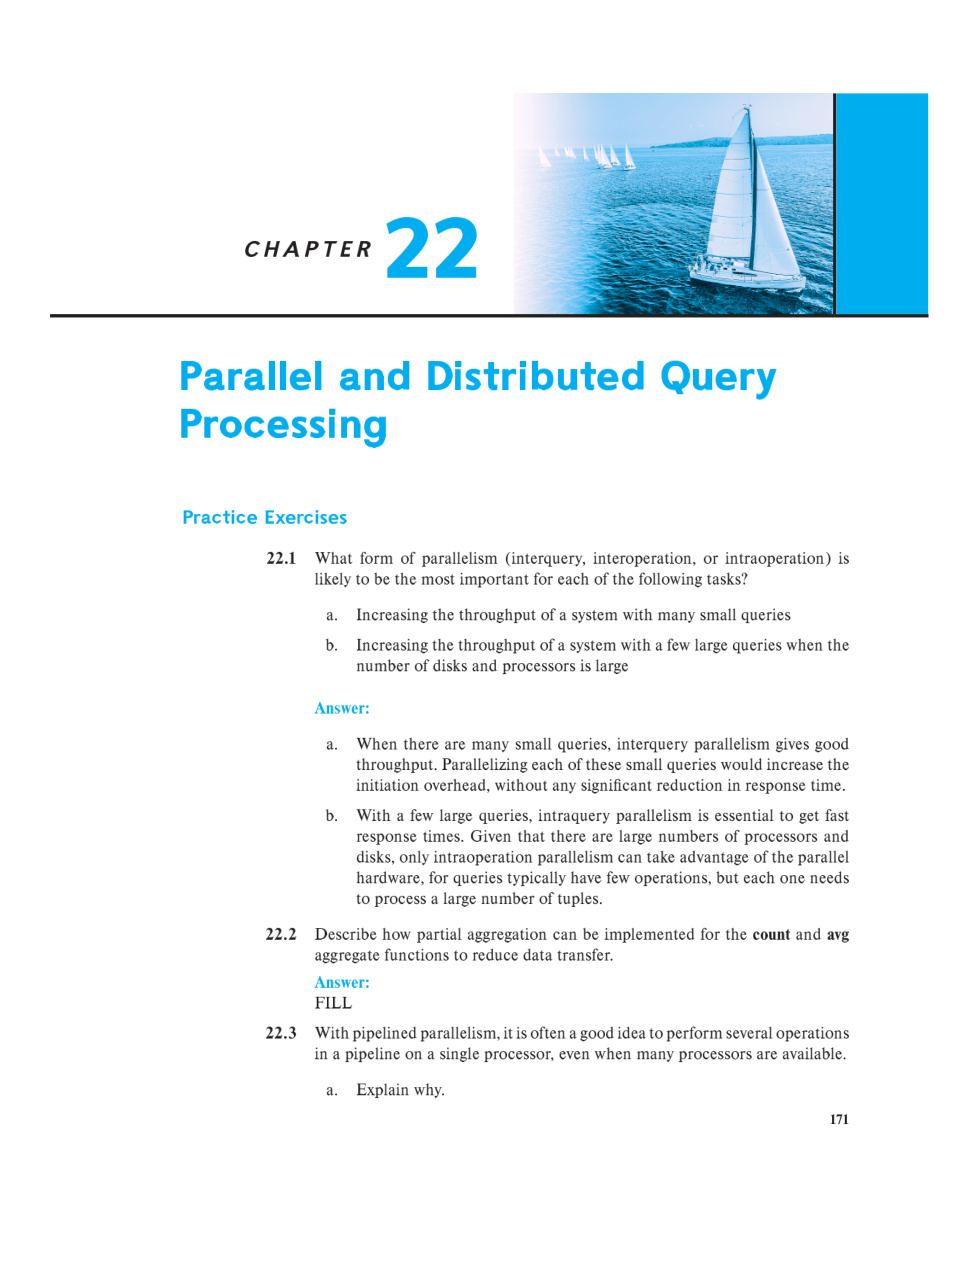 CHAPTER 22
Parallel and Distributed Query
Processing
Practice Exercises
22.1 What form of parallelism (interquery, interoperation, or intraoperation) is
likely to be the most important for each of the following tasks?
a. Increasing the throughput of a system with many small queries
b. Increasing the throughput of a system with a few large queries when the
number of disks and processors is large
Answer:
a. When there are many small queries, interquery parallelism gives good
throughput. Parallelizing each of these small queries would increase the
initiation overhead, without any significant reduction in response time.
b. With a few large queries, intraquery parallelism is essential to get fast
response times. Given that there are large numbers of processors and
disks, only intraoperation parallelism can take advantage of the parallel
hardware, for queries typically have few operations, but each one needs
to process a large number of tuples.
22.2 Describe how partial aggregation can be implemented for the count and avg
aggregate functions to reduce data transfer.
Answer:
FILL
22.3 With pipelined parallelism, it is often a good idea to perform several operations
in a pipeline on a single processor, even when many processors are available.
a. Explain why.
171